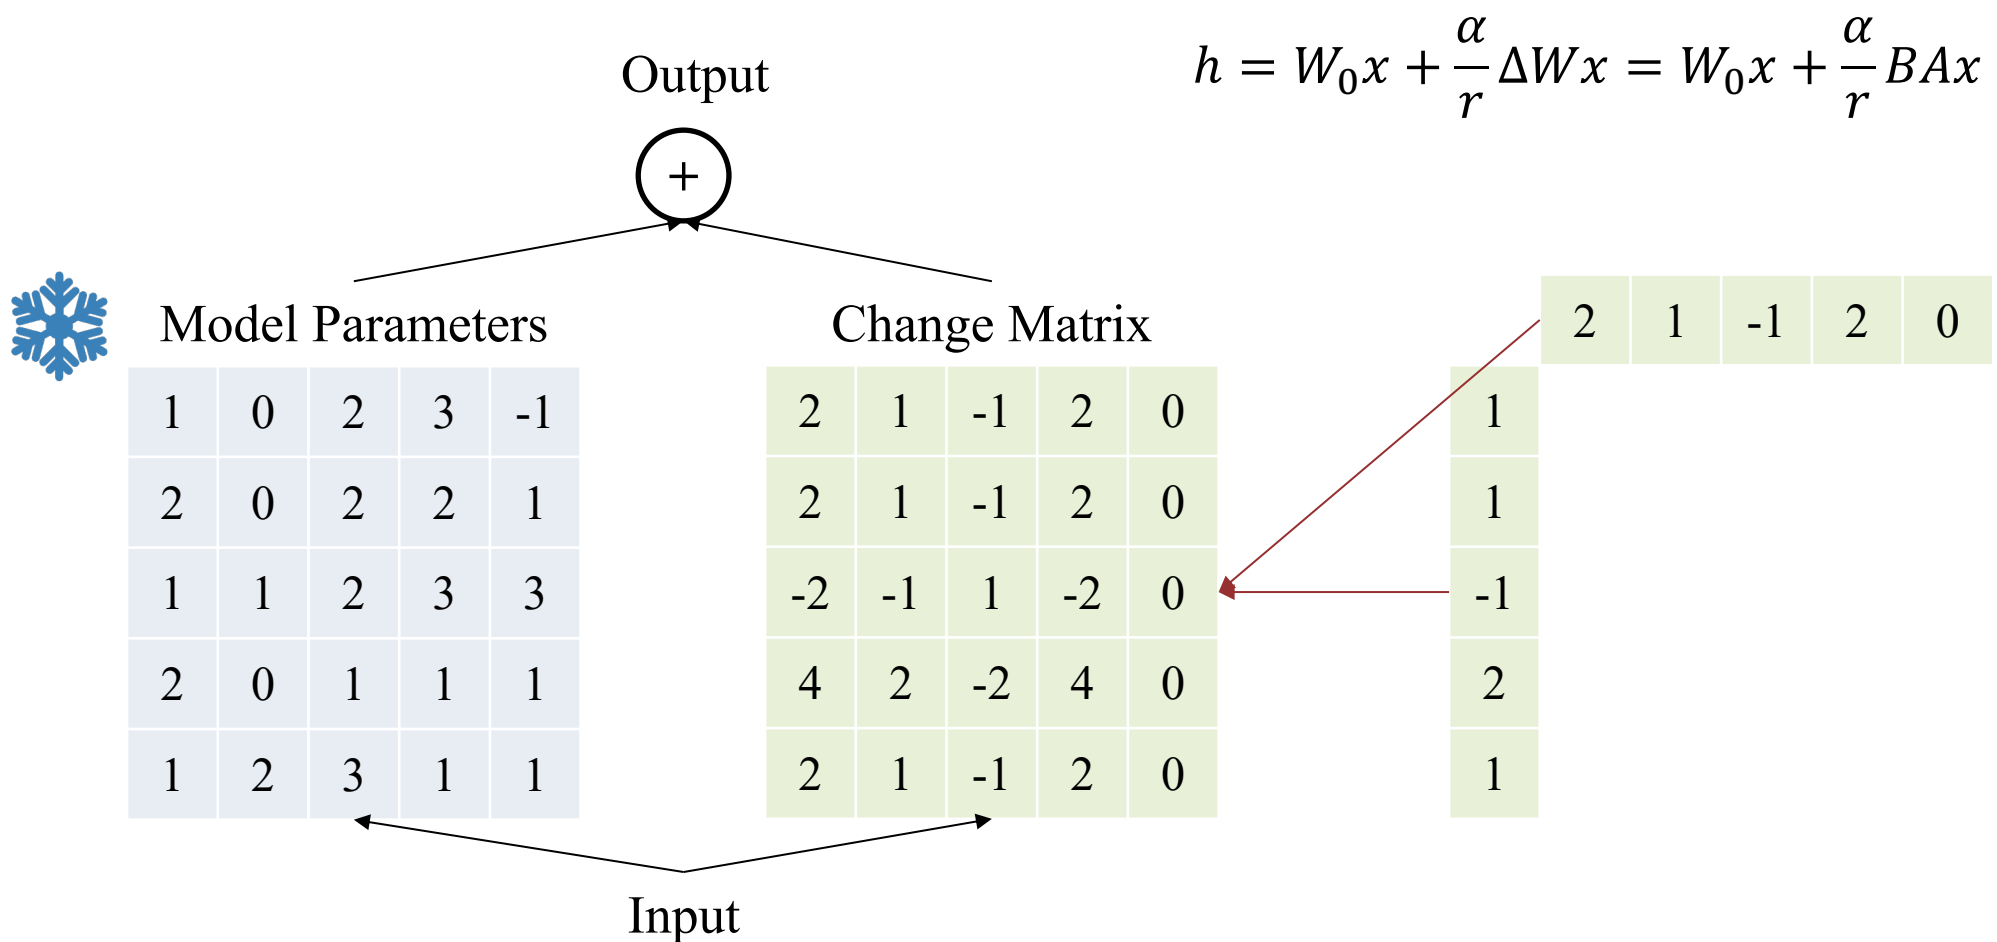 h = W₀x + α/r ΔWx = W₀x + α/r BAx
Output
+
Model Parameters
1 0 2 3 -1
2 0 2 2 1
1 1 2 3 3
2 0 1 1 1
1 2 3 1 1
Change Matrix
2 1 -1 2 0
2 1 -1 2 0
-2 -1 1 -2 0
4 2 -2 4 0
2 1 -1 2 0
2 1 -1 2 0
1
1
-1
2
1
Input